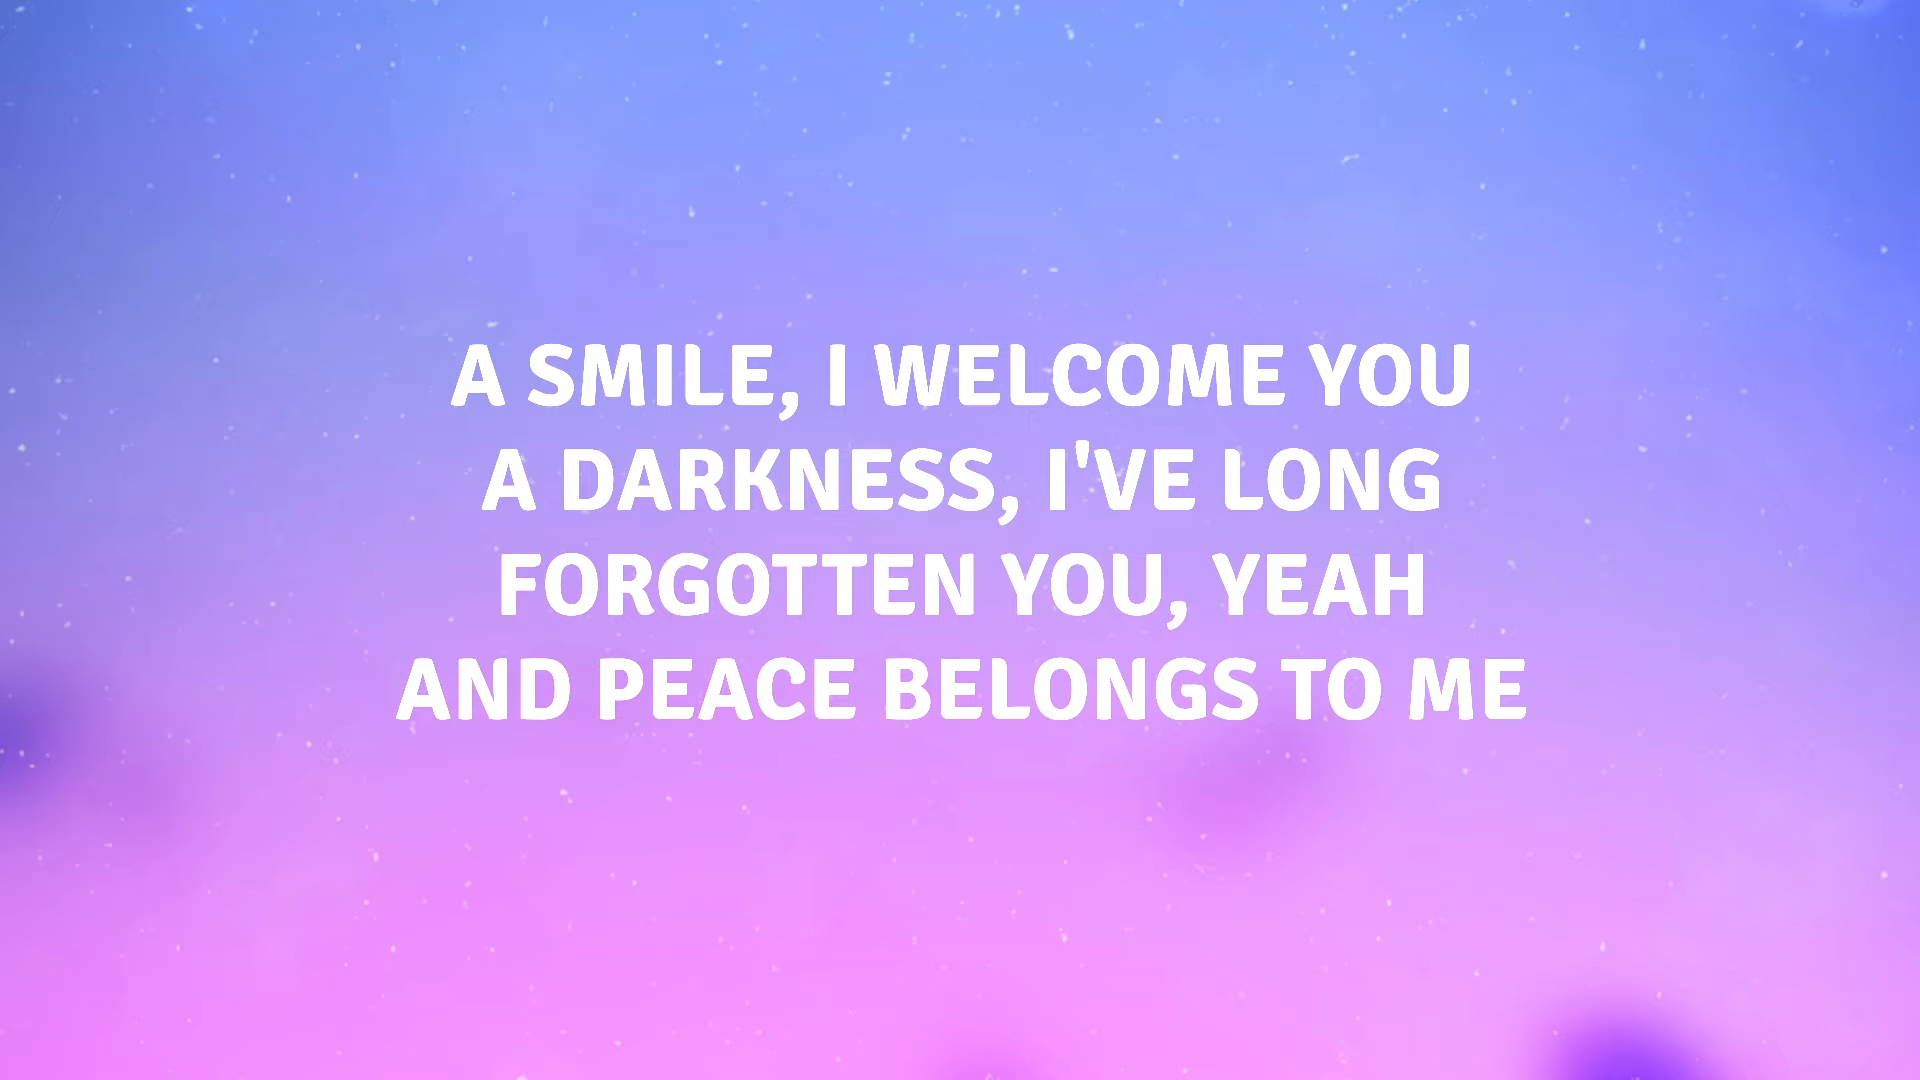 A SMILE, I WELCOME YOU
A DARKNESS, I'VE LONG
FORGOTTEN YOU, YEAH
AND PEACE BELONGS TO ME